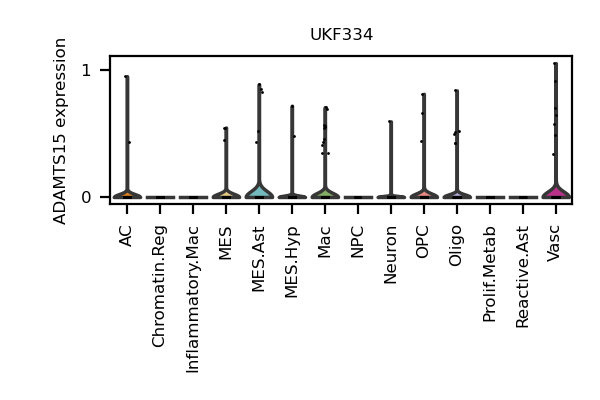 UKF334
ADAMTS15 expression
1
0
AC
Chromatin.Reg
Inflammatory.Mac
MES
MES.Ast
MES.Hyp
Mac
NPC
Neuron
OPC
Oligo
Prolif.Metab
Reactive.Ast
Vasc